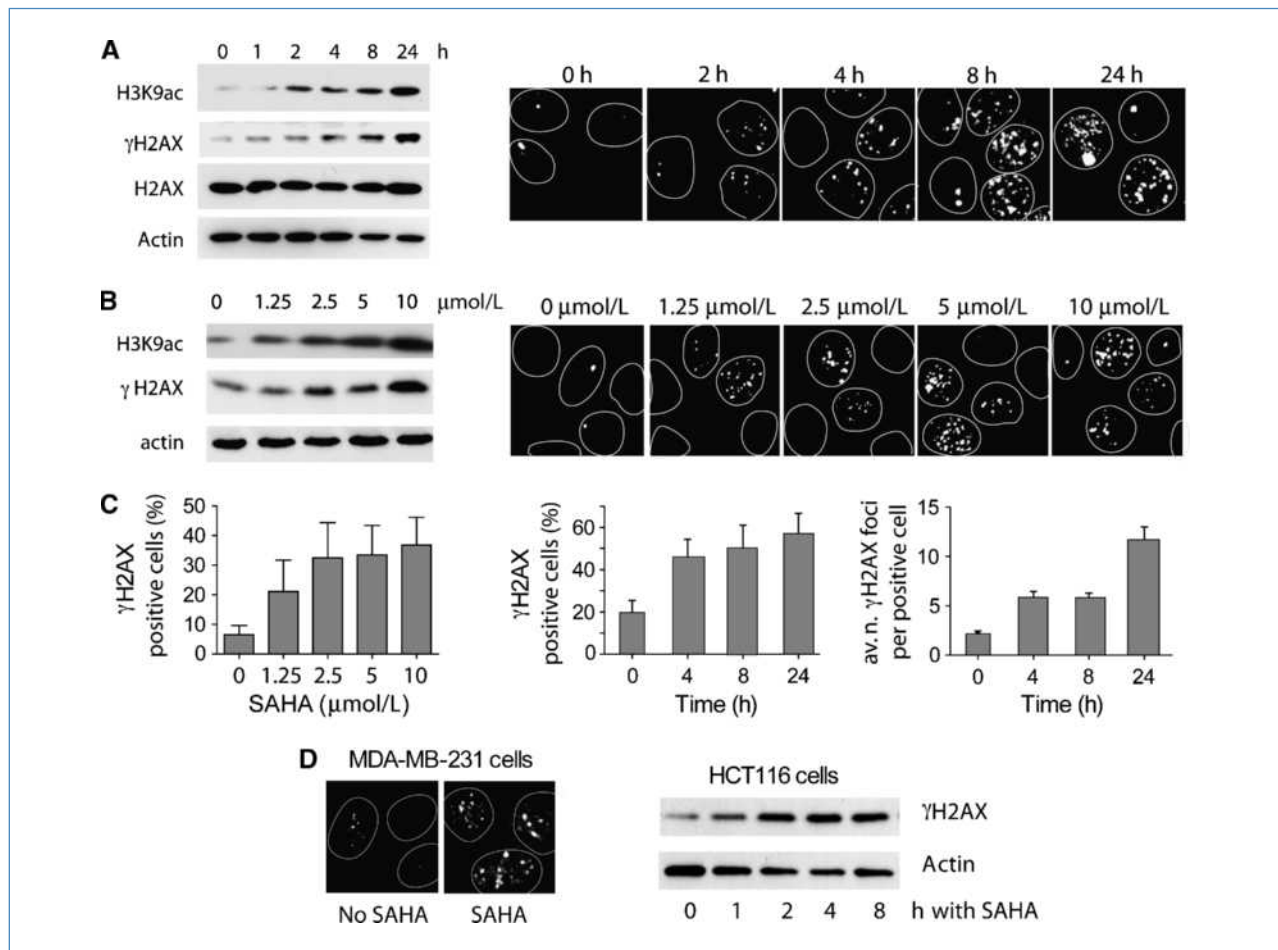 A
0 1 2 4 8 24 h
H3K9ac
γH2AX
H2AX
Actin
0 h 2 h 4 h 8 h 24 h
B
0 1.25 2.5 5 10 μmol/L
H3K9ac
γ H2AX
actin
0 μmol/L 1.25 μmol/L 2.5 μmol/L 5 μmol/L 10 μmol/L
C
γH2AX
positive cells (%)
50
40
30
20
10
0
0 1.25 2.5 5 10
SAHA (μmol/L)
γH2AX
positive cells (%)
60
40
20
0
0 4 8 24
Time (h)
av. n. γH2AX foci
per positive cell
15
10
5
0
0 4 8 24
Time (h)
D
MDA-MB-231 cells
No SAHA SAHA
HCT116 cells
γH2AX
Actin
0 1 2 4 8 h with SAHA